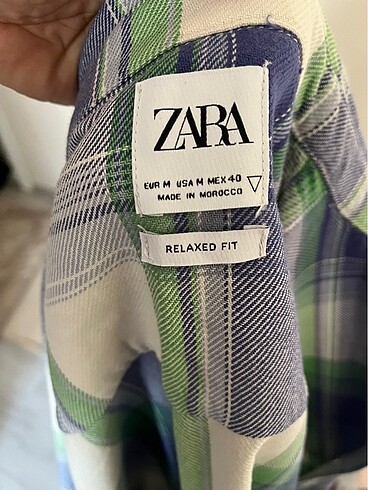 ZARA
EUR M USA M MEX 40
MADE IN MOROCCO
RELAXED FIT